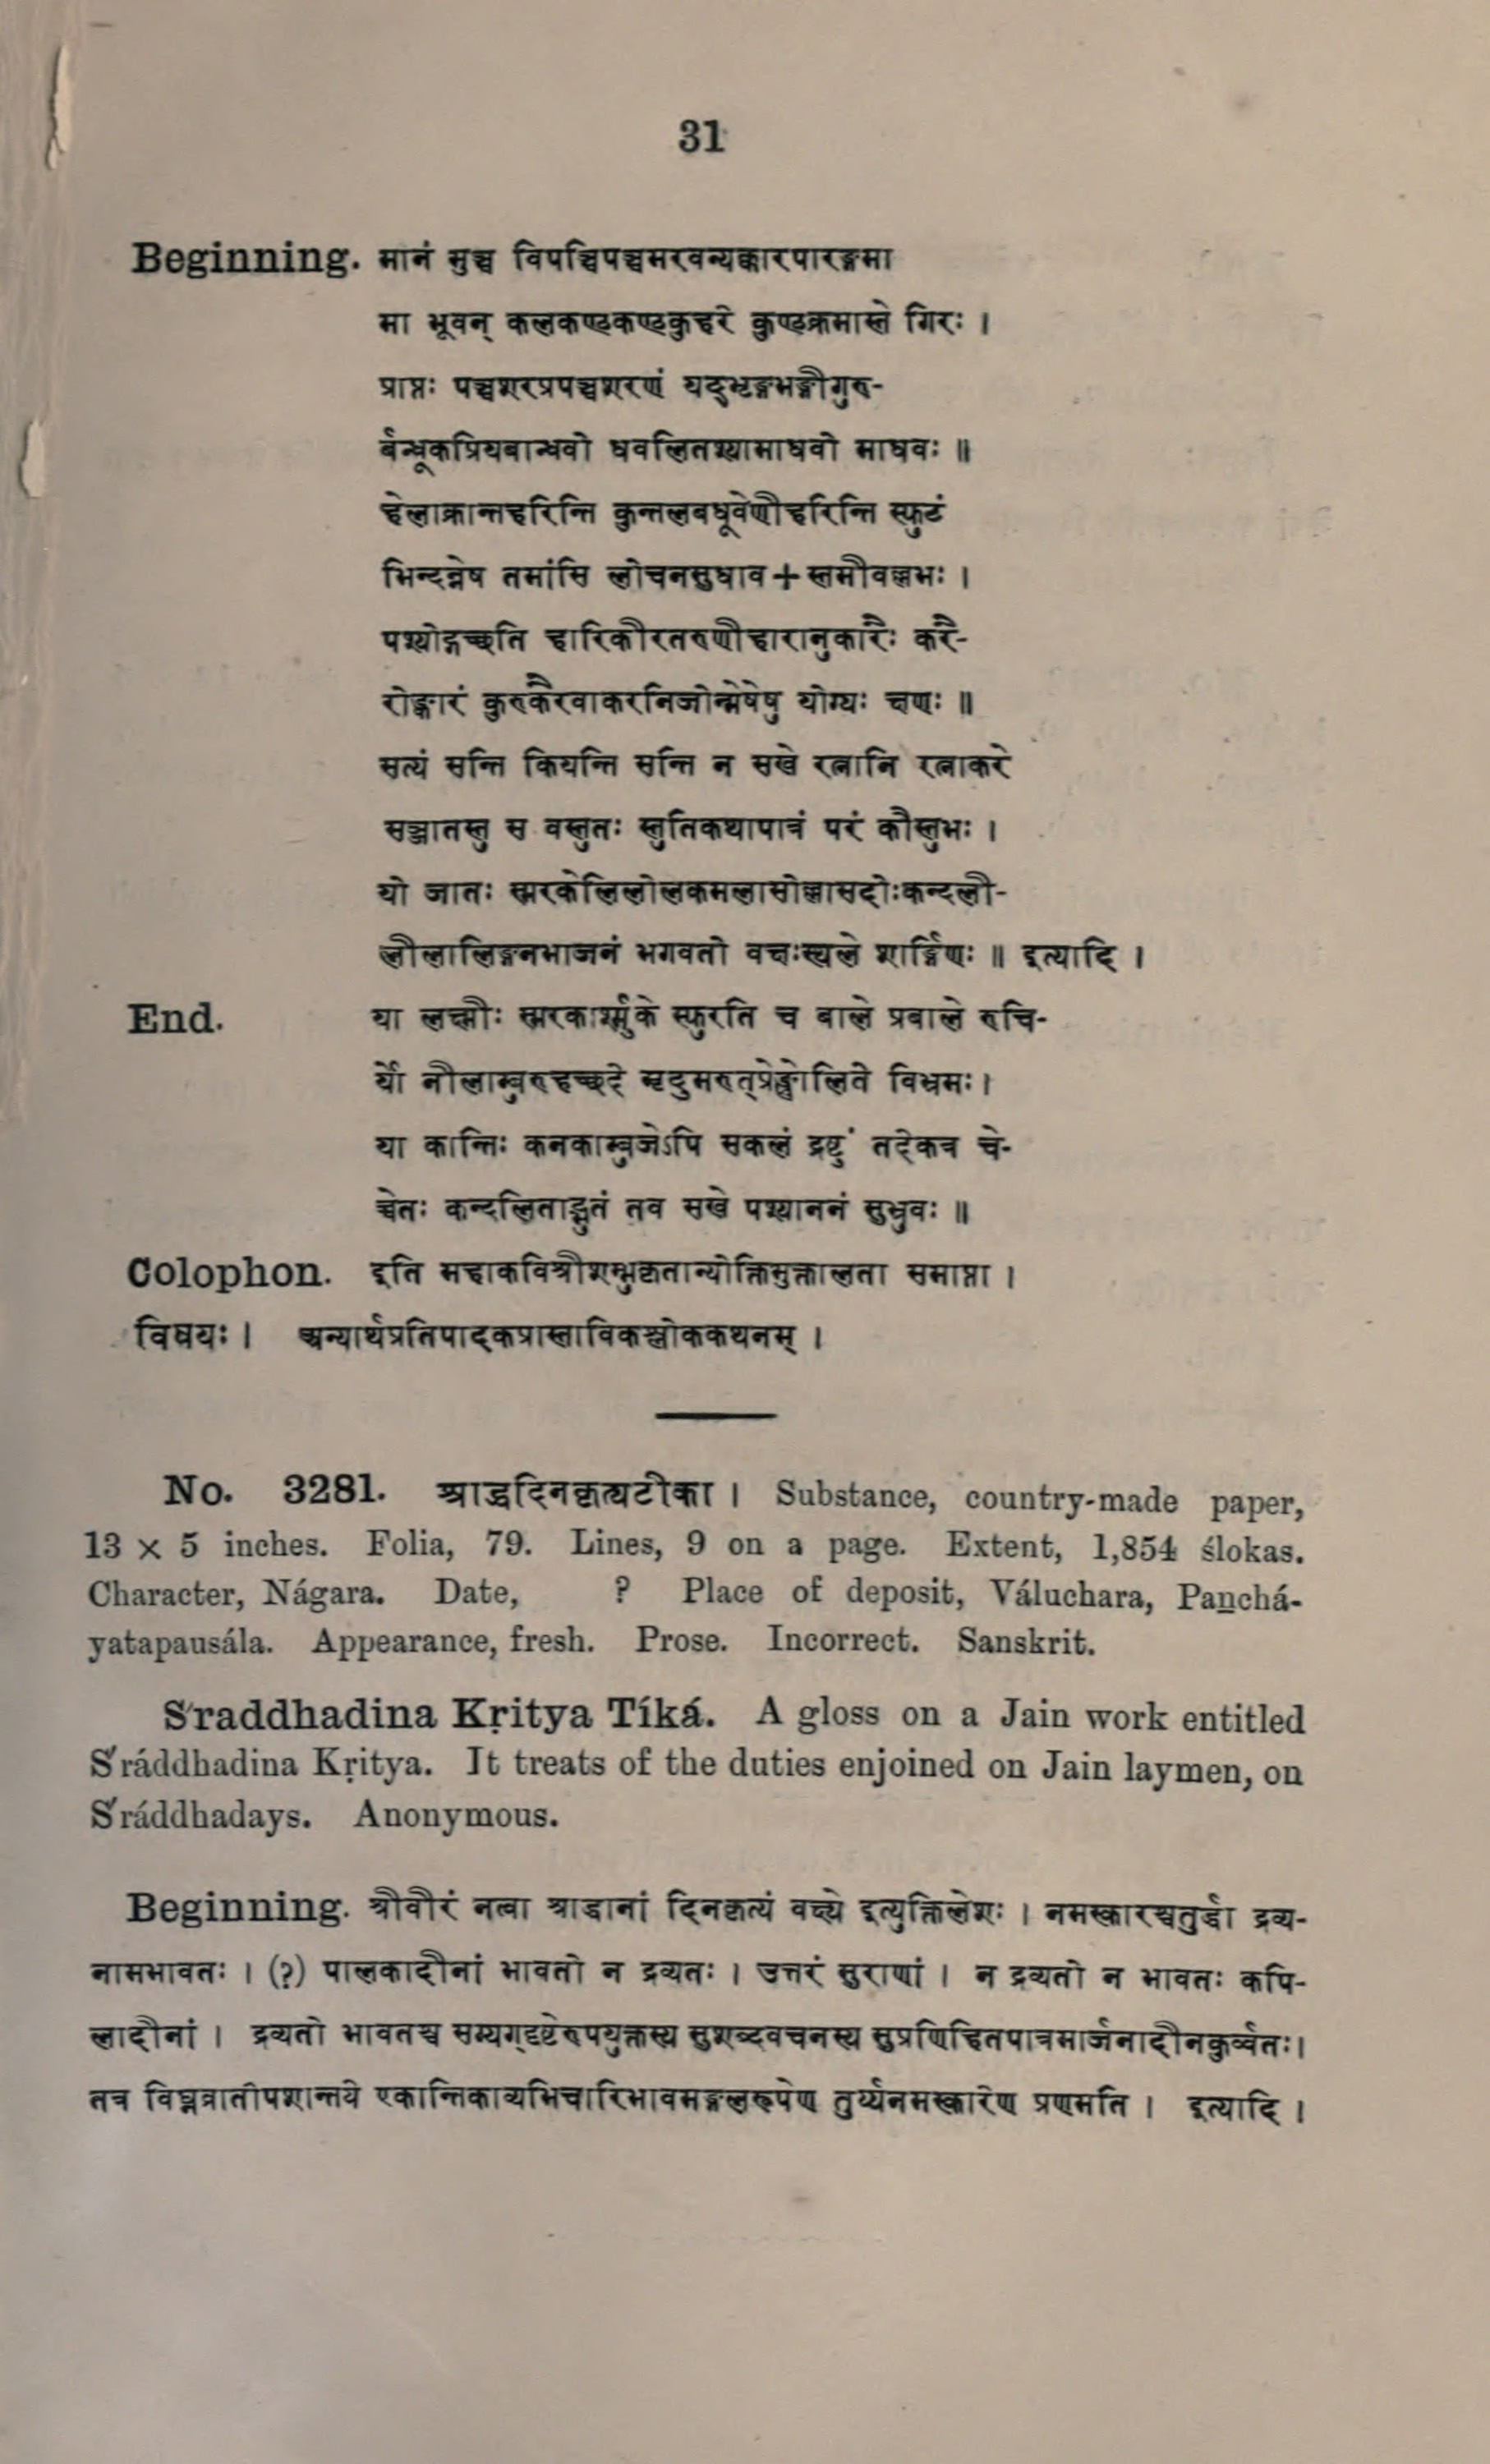 31
Beginning. मानं मुञ्च विपञ्चिपञ्चमरवन्यक्कारपारङ्गमा
मा भूवन् कलकण्ठकण्ठकुहरे कुण्ठक्रमास्ते गिरः ।
प्राप्तः पञ्चशरप्रपञ्चशरणं यद्भृङ्गभङ्गीगुरु-
र्बन्धूकप्रियबान्धवो धवलितश्यामाधवो माधवः ॥
हेलाक्रान्तहरिन्ति कुन्तलवधूवेणीहरिन्ति स्फुटं
भिन्दन्नेष तमांसि लोचनसुधाव + स्तमीवल्लभः ।
पश्योद्गच्छति हारिकीरतरुणीहारानुकारैः करै-
रोङ्कारं कुरुकैरवाकरनिजोन्मेषेषु योग्यः क्षणः ॥
सत्यं सन्ति कियन्ति सन्ति न सखे रत्नानि रत्नाकरे
सञ्जातस्तु स वस्तुतः स्तुतिकथापात्रं परं कौस्तुभः ।
यो जातः स्मरकेलिलोलकमलासोल्लासदोःकन्दली-
लीलालिङ्गनभाजनं भगवतो वक्षःस्थले शार्ङ्गिणः ॥ इत्यादि ।
End. या लक्ष्मीः स्मरकार्म्मुके स्फुरति च बाले प्रवाले रुचि-
र्यो नीलाम्बुरुहच्छदे मृदुमरुत्प्रेङ्खोलिते विभ्रमः ।
या कान्तिः कनकाम्बुजेऽपि सकलं द्रष्टुं तदेकत्र चे-
च्चेतः कन्दलिताद्भुतं तव सखे पश्याननं सुभ्रुवः ॥
Colophon. इति महाकविश्रीशम्भुकृतान्योक्तिमुक्तालता समाप्ता ।
विषयः । अन्यार्थप्रतिपादकप्रास्ताविकश्लोककथनम् ।
No. 3281. श्राद्धदिनकृत्यटीका । Substance, country-made paper,
13 × 5 inches. Folia, 79. Lines, 9 on a page. Extent, 1,854 ślokas.
Character, Nágara. Date, ? Place of deposit, Váluchara, Panchá-
yatapausála. Appearance, fresh. Prose. Incorrect. Sanskrit.
S'raddhadina Kṛitya Tíká. A gloss on a Jain work entitled
S'ráddhadina Kṛitya. It treats of the duties enjoined on Jain laymen, on
S'ráddhadays. Anonymous.
Beginning. श्रीवीरं नत्वा श्राद्धानां दिनकृत्यं वक्ष्ये इत्युक्तिलेशः । नमस्कारश्चतुर्द्धा द्रव्य-
नामभावतः । (?) पालकादीनां भावतो न द्रव्यतः । उत्तरं सुराणां । न द्रव्यतो न भावतः कपि-
लादीनां । द्रव्यतो भावतश्च सम्यग्दृष्टेरुपयुक्तस्य सुशब्दवचनस्य सुप्रणिहितपात्रमार्जनादीनकुर्व्वतः।
तत्र विघ्नव्रातोपशान्तये एकान्तिकाव्यभिचारिभावमङ्गलरूपेण तुर्य्यनमस्कारेण प्रणमति । इत्यादि ।